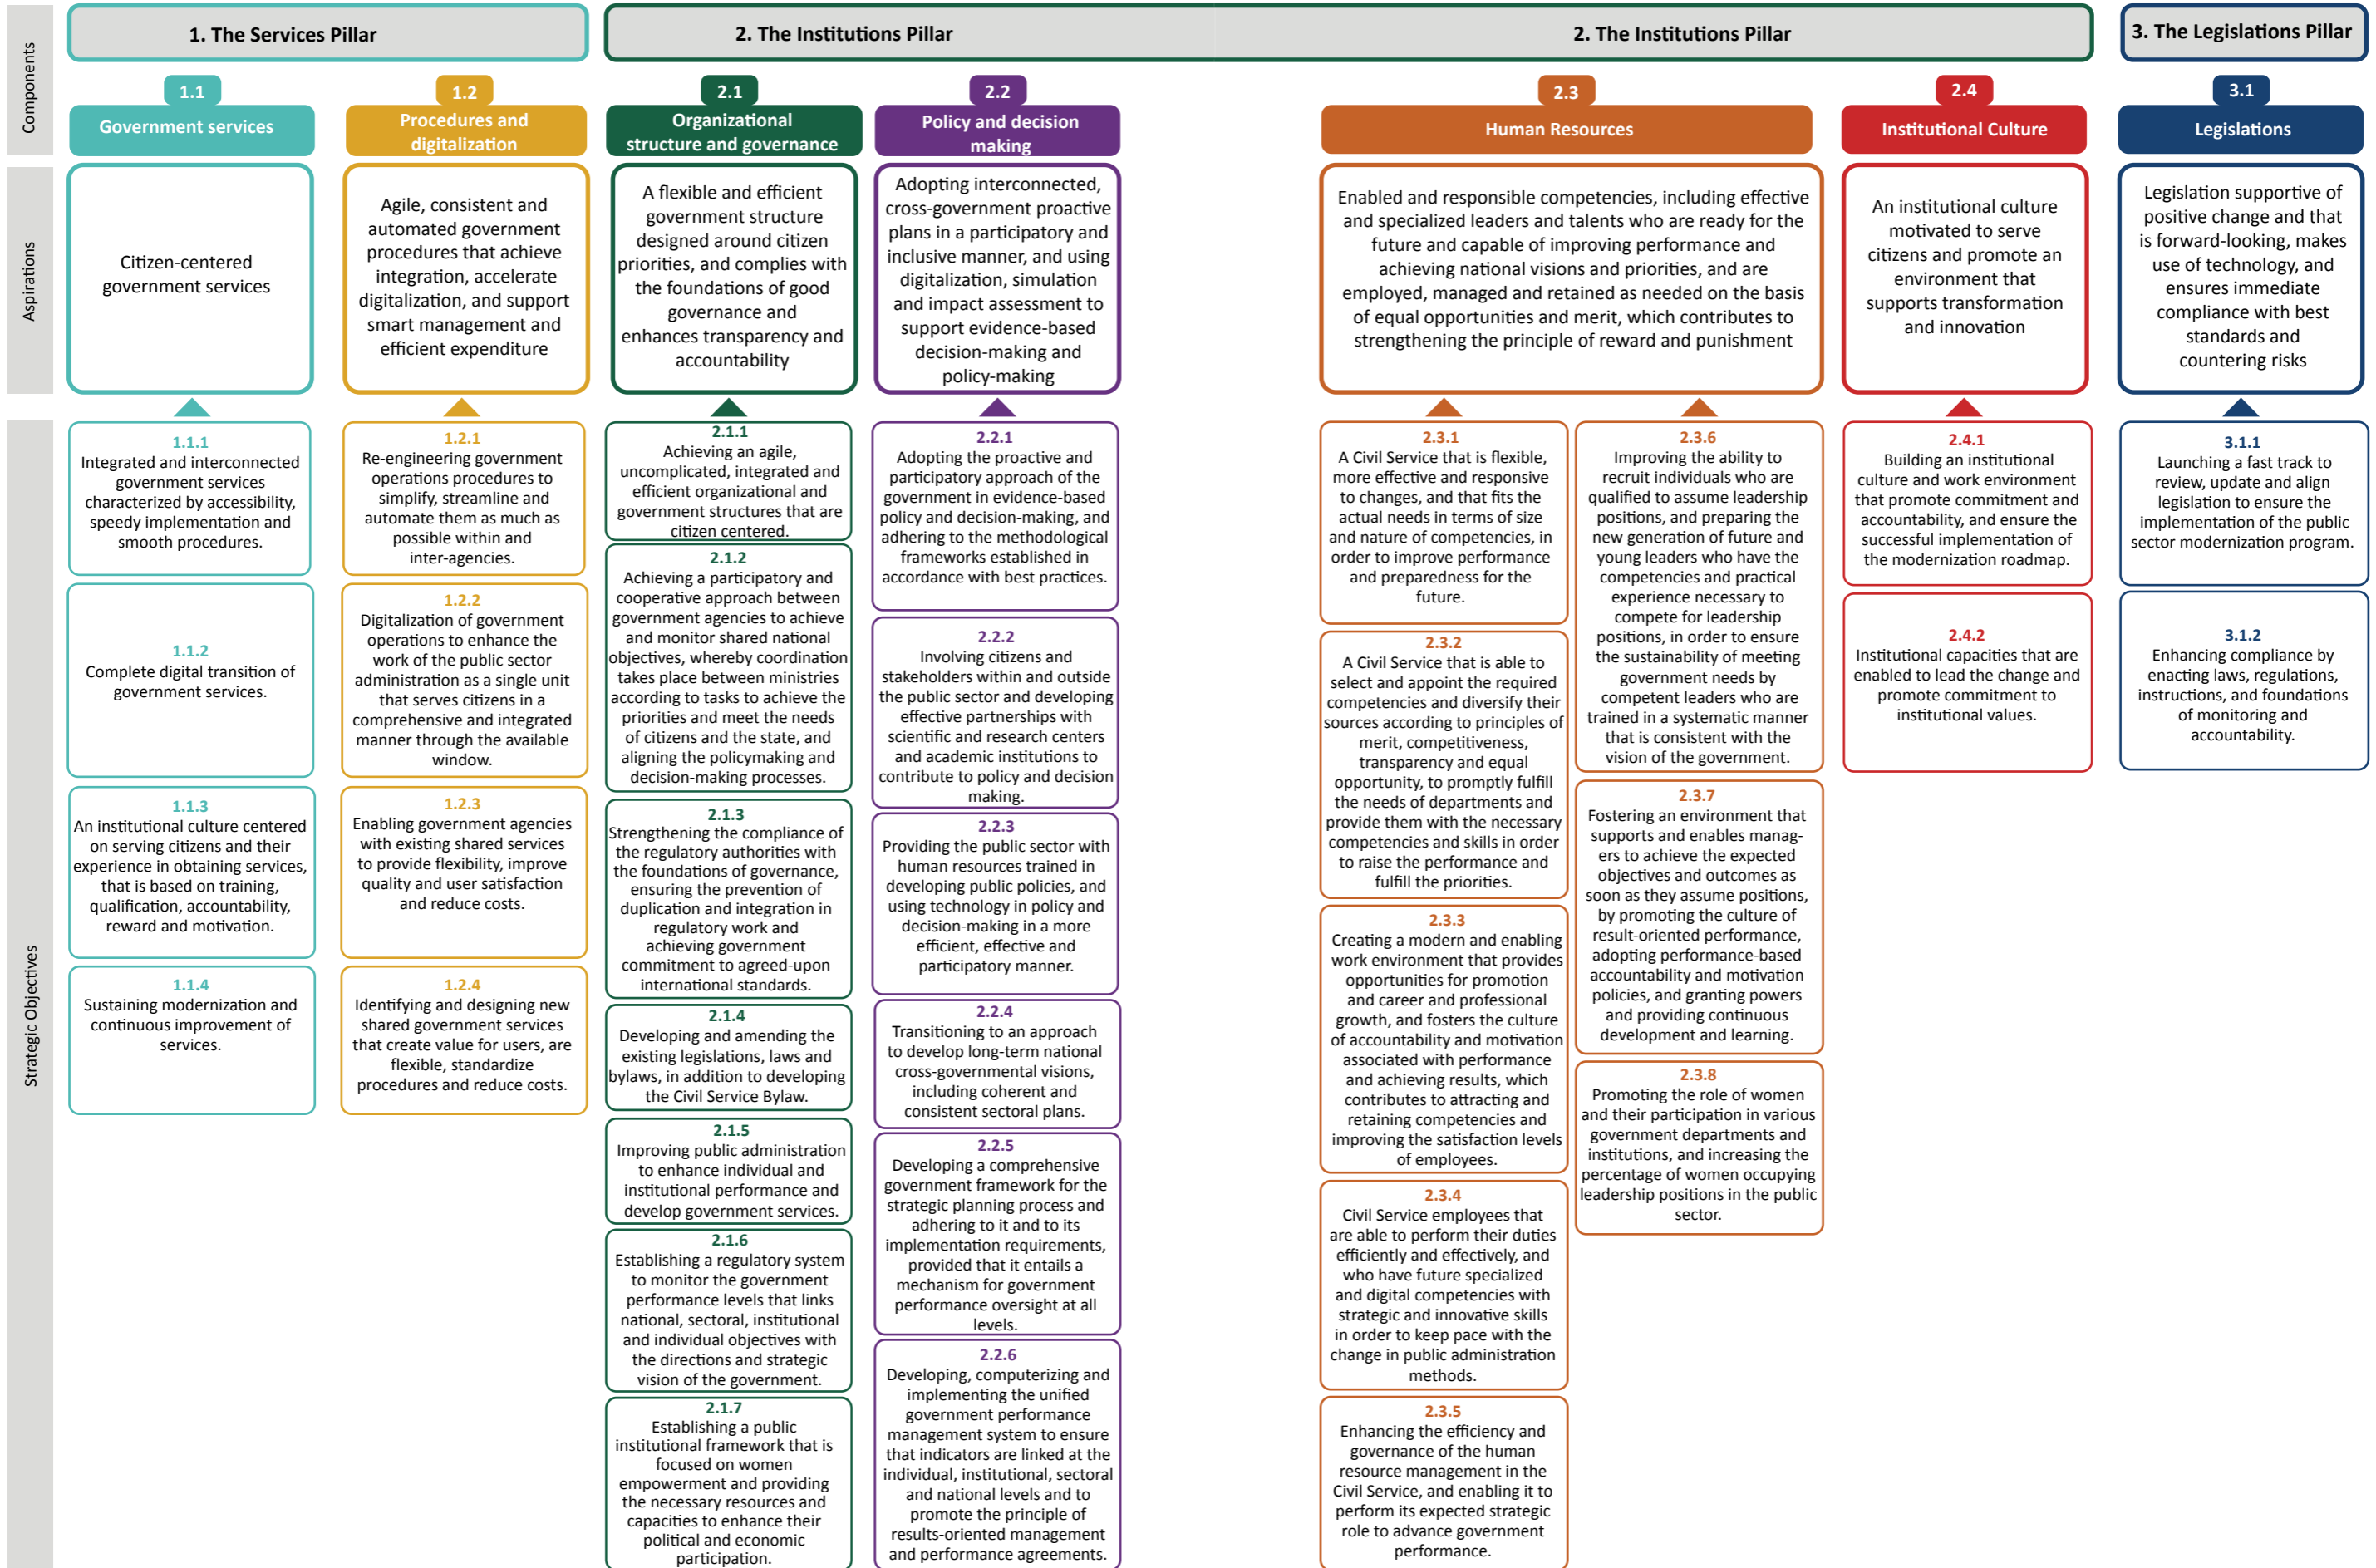 Components
1. The Services Pillar
2. The Institutions Pillar
2. The Institutions Pillar
3. The Legislations Pillar
1.1
Government services
1.2
Procedures and
digitalization
2.1
Organizational
structure and governance
2.2
Policy and decision
making
2.3
Human Resources
2.4
Institutional Culture
3.1
Legislations
Aspirations
Citizen-centered
government services
Agile, consistent and
automated government
procedures that achieve
integration, accelerate
digitalization, and support
smart management and
efficient expenditure
A flexible and efficient
government structure
designed around citizen
priorities, and complies with
the foundations of good
governance and
enhances transparency and
accountability
Adopting interconnected,
cross-government proactive
plans in a participatory and
inclusive manner, and using
digitalization, simulation
and impact assessment to
support evidence-based
decision-making and
policy-making
Enabled and responsible competencies, including effective
and specialized leaders and talents who are ready for the
future and capable of improving performance and
achieving national visions and priorities, and are
employed, managed and retained as needed on the basis
of equal opportunities and merit, which contributes to
strengthening the principle of reward and punishment
An institutional culture
motivated to serve
citizens and promote an
environment that
supports transformation
and innovation
Legislation supportive of
positive change and that
is forward-looking, makes
use of technology, and
ensures immediate
compliance with best
standards and
countering risks
Strategic Objectives
1.1.1
Integrated and interconnected
government services
characterized by accessibility,
speedy implementation and
smooth procedures.
1.1.2
Complete digital transition of
government services.
1.1.3
An institutional culture centered
on serving citizens and their
experience in obtaining services,
that is based on training,
qualification, accountability,
reward and motivation.
1.1.4
Sustaining modernization and
continuous improvement of
services.
1.2.1
Re-engineering government
operations procedures to
simplify, streamline and
automate them as much as
possible within and
inter-agencies.
1.2.2
Digitalization of government
operations to enhance the
work of the public sector
administration as a single unit
that serves citizens in a
comprehensive and integrated
manner through the available
window.
1.2.3
Enabling government agencies
with existing shared services
to provide flexibility, improve
quality and user satisfaction
and reduce costs.
1.2.4
Identifying and designing new
shared government services
that create value for users, are
flexible, standardize
procedures and reduce costs.
2.1.1
Achieving an agile,
uncomplicated, integrated and
efficient organizational and
government structures that are
citizen centered.
2.1.2
Achieving a participatory and
cooperative approach between
government agencies to achieve
and monitor shared national
objectives, whereby coordination
takes place between ministries
according to tasks to achieve the
priorities and meet the needs
of citizens and the state, and
aligning the policymaking and
decision-making processes.
2.1.3
Strengthening the compliance of
the regulatory authorities with
the foundations of governance,
ensuring the prevention of
duplication and integration in
regulatory work and
achieving government
commitment to agreed-upon
international standards.
2.1.4
Developing and amending the
existing legislations, laws and
bylaws, in addition to developing
the Civil Service Bylaw.
2.1.5
Improving public administration
to enhance individual and
institutional performance and
develop government services.
2.1.6
Establishing a regulatory system
to monitor the government
performance levels that links
national, sectoral, institutional
and individual objectives with
the directions and strategic
vision of the government.
2.1.7
Establishing a public
institutional framework that is
focused on women
empowerment and providing
the necessary resources and
capacities to enhance their
political and economic
participation.
2.2.1
Adopting the proactive and
participatory approach of the
government in evidence-based
policy and decision-making, and
adhering to the methodological
frameworks established in
accordance with best practices.
2.2.2
Involving citizens and
stakeholders within and outside
the public sector and developing
effective partnerships with
scientific and research centers
and academic institutions to
contribute to policy and decision
making.
2.2.3
Providing the public sector with
human resources trained in
developing public policies, and
using technology in policy and
decision-making in a more
efficient, effective and
participatory manner.
2.2.4
Transitioning to an approach
to develop long-term national
cross-governmental visions,
including coherent and
consistent sectoral plans.
2.2.5
Developing a comprehensive
government framework for the
strategic planning process and
adhering to it and to its
implementation requirements,
provided that it entails a
mechanism for government
performance oversight at all
levels.
2.2.6
Developing, computerizing and
implementing the unified
government performance
management system to ensure
that indicators are linked at the
individual, institutional, sectoral
and national levels and to
promote the principle of
results-oriented management
and performance agreements.
2.3.1
A Civil Service that is flexible,
more effective and responsive
to changes, and that fits the
actual needs in terms of size
and nature of competencies, in
order to improve performance
and preparedness for the
future.
2.3.2
A Civil Service that is able to
select and appoint the required
competencies and diversify their
sources according to principles of
merit, competitiveness,
transparency and equal
opportunity, to promptly fulfill
the needs of departments and
provide them with the necessary
competencies and skills in order
to raise the performance and
fulfill the priorities.
2.3.3
Creating a modern and enabling
work environment that provides
opportunities for promotion
and career and professional
growth, and fosters the culture
of accountability and motivation
associated with performance
and achieving results, which
contributes to attracting and
retaining competencies and
improving the satisfaction levels
of employees.
2.3.4
Civil Service employees that
are able to perform their duties
efficiently and effectively, and
who have future specialized
and digital competencies with
strategic and innovative skills
in order to keep pace with the
change in public administration
methods.
2.3.5
Enhancing the efficiency and
governance of the human
resource management in the
Civil Service, and enabling it to
perform its expected strategic
role to advance government
performance.
2.3.6
Improving the ability to
recruit individuals who are
qualified to assume leadership
positions, and preparing the
new generation of future and
young leaders who have the
competencies and practical
experience necessary to
compete for leadership
positions, in order to ensure
the sustainability of meeting
government needs by
competent leaders who are
trained in a systematic manner
that is consistent with the
vision of the government.
2.3.7
Fostering an environment that
supports and enables manag-
ers to achieve the expected
objectives and outcomes as
soon as they assume positions,
by promoting the culture of
result-oriented performance,
adopting performance-based
accountability and motivation
policies, and granting powers
and providing continuous
development and learning.
2.3.8
Promoting the role of women
and their participation in various
government departments and
institutions, and increasing the
percentage of women occupying
leadership positions in the public
sector.
2.4.1
Building an institutional
culture and work environment
that promote commitment and
accountability, and ensure the
successful implementation of
the modernization roadmap.
2.4.2
Institutional capacities that are
enabled to lead the change and
promote commitment to
institutional values.
3.1.1
Launching a fast track to
review, update and align
legislation to ensure the
implementation of the public
sector modernization program.
3.1.2
Enhancing compliance by
enacting laws, regulations,
instructions, and foundations
of monitoring and
accountability.